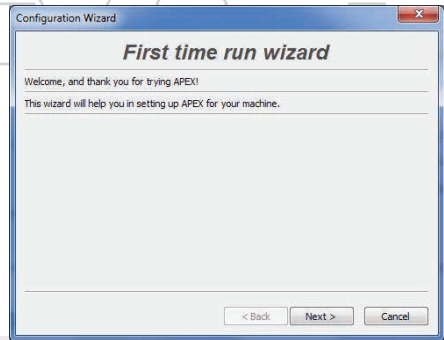 Configuration Wizard
First time run wizard
Welcome, and thank you for trying APEX!
This wizard will help you in setting up APEX for your machine.
< Back
Next >
Cancel